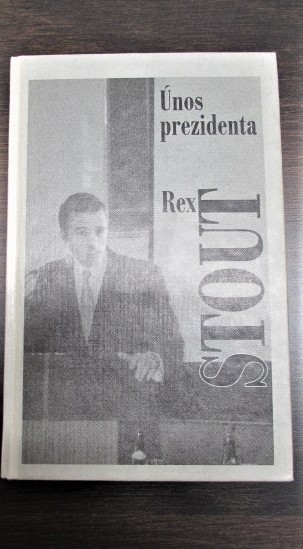 Únos
prezidenta
Rex
STOUT